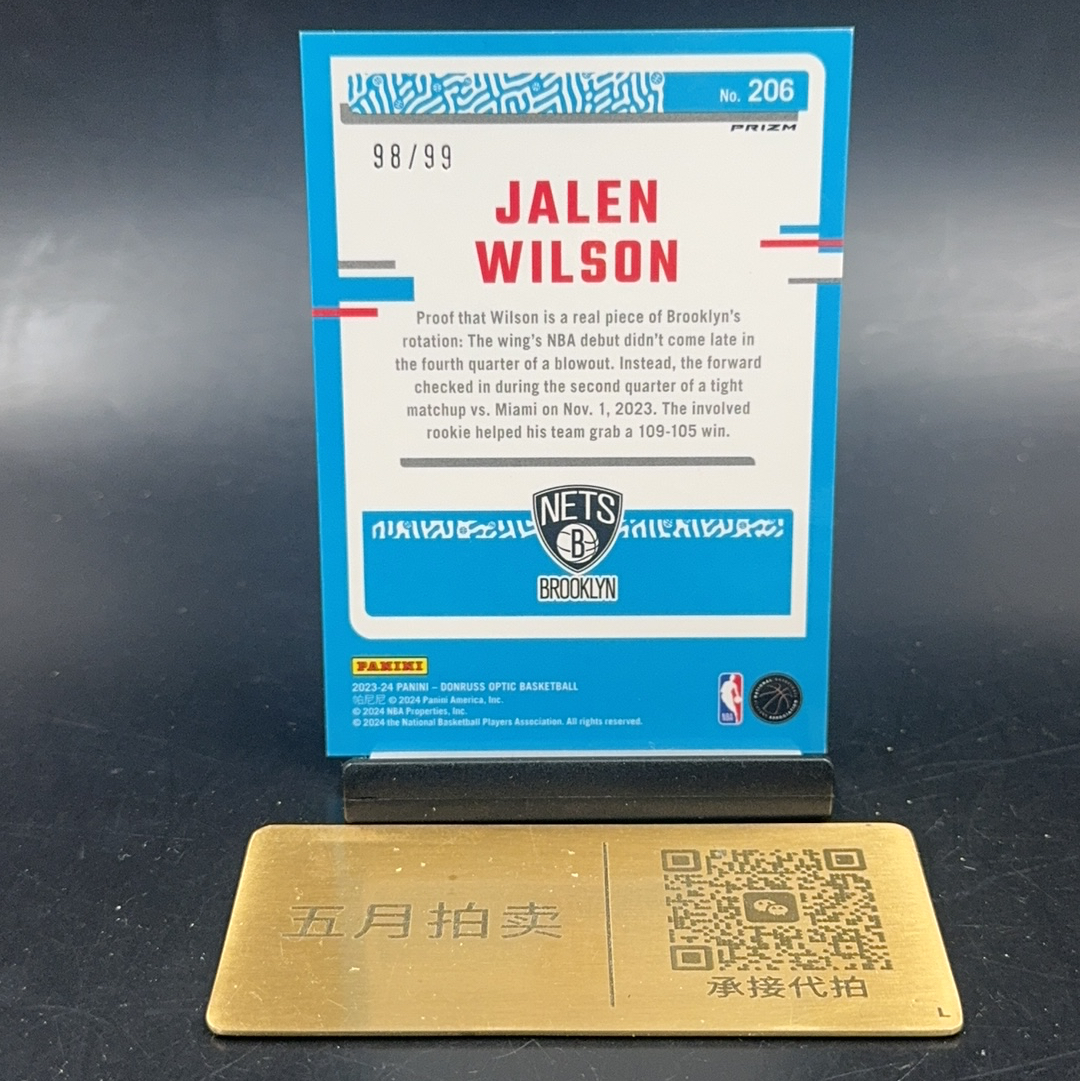 No. 206
PRIZM
98/99
JALEN
WILSON
Proof that Wilson is a real piece of Brooklyn's
rotation: The wing's NBA debut didn't come late in
the fourth quarter of a blowout. Instead, the forward
checked in during the second quarter of a tight
matchup vs. Miami on Nov. 1, 2023. The involved
rookie helped his team grab a 109-105 win.
NETS
B
BROOKLYN
PANINI
2023-24 PANINI – DONRUSS OPTIC BASKETBALL
帕尼尼 © 2024 Panini America, Inc.
© 2024 NBA Properties, Inc.
© 2024 the National Basketball Players Association. All rights reserved.
NBA
五月拍卖
承接代拍
L